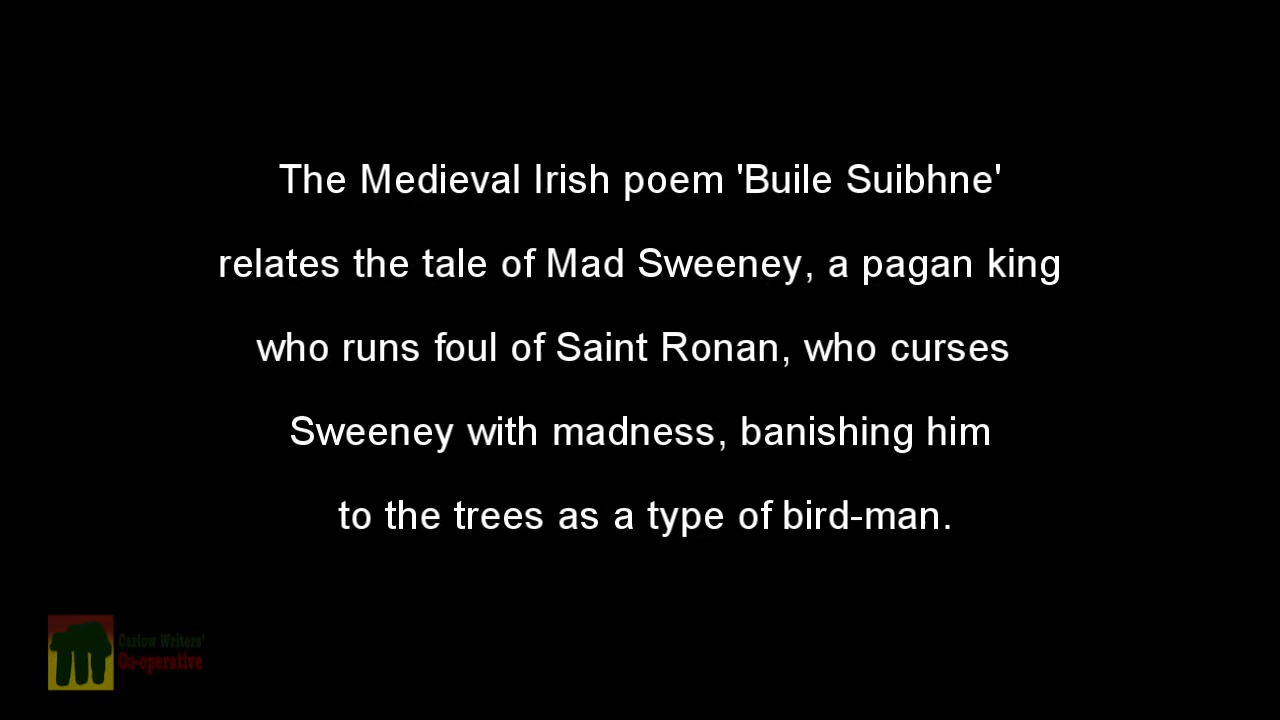 The Medieval Irish poem 'Buile Suibhne'
relates the tale of Mad Sweeney, a pagan king
who runs foul of Saint Ronan, who curses
Sweeney with madness, banishing him
to the trees as a type of bird-man.
Carlow Writers'
Co-operative